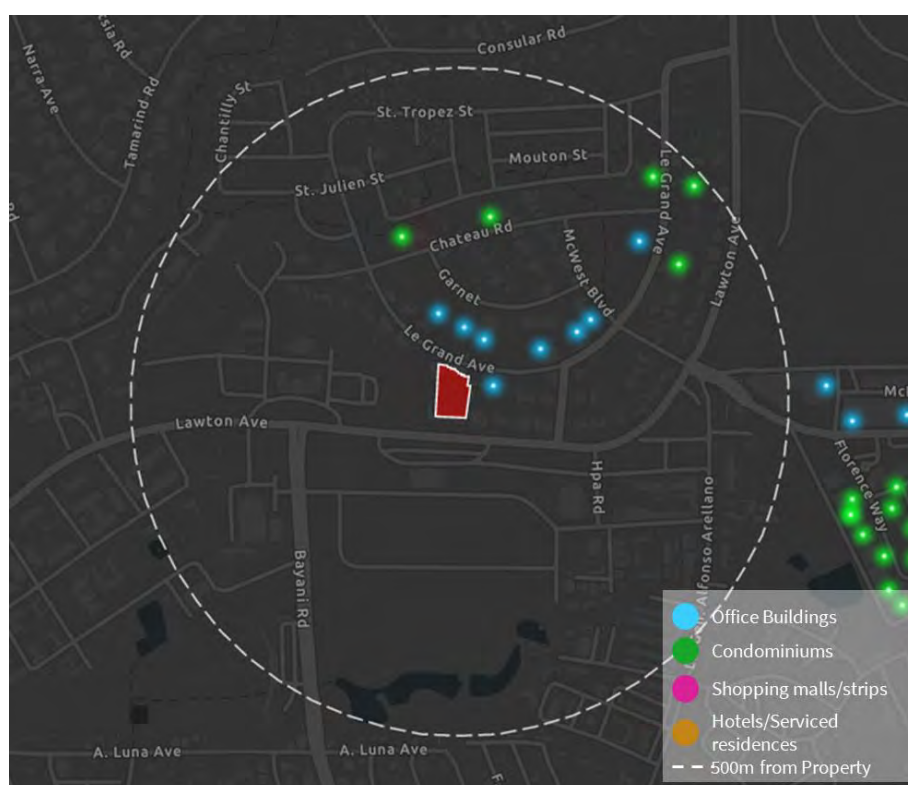 Consular Rd
Narra Ave
Tamarind Rd
Chantilly St
St. Tropez St
Mouton St
Le Grand Ave
St. Julien St
Chateau Rd
McWest Blvd
Lawton Ave
Garnet
Le Grand Ave
Lawton Ave
Florence Way
Hpa Rd
Alfonso Arellano
Bayani Rd
Office Buildings
Condominiums
Shopping malls/strips
Hotels/Serviced
residences
500m from Property
A. Luna Ave
A. Luna Ave